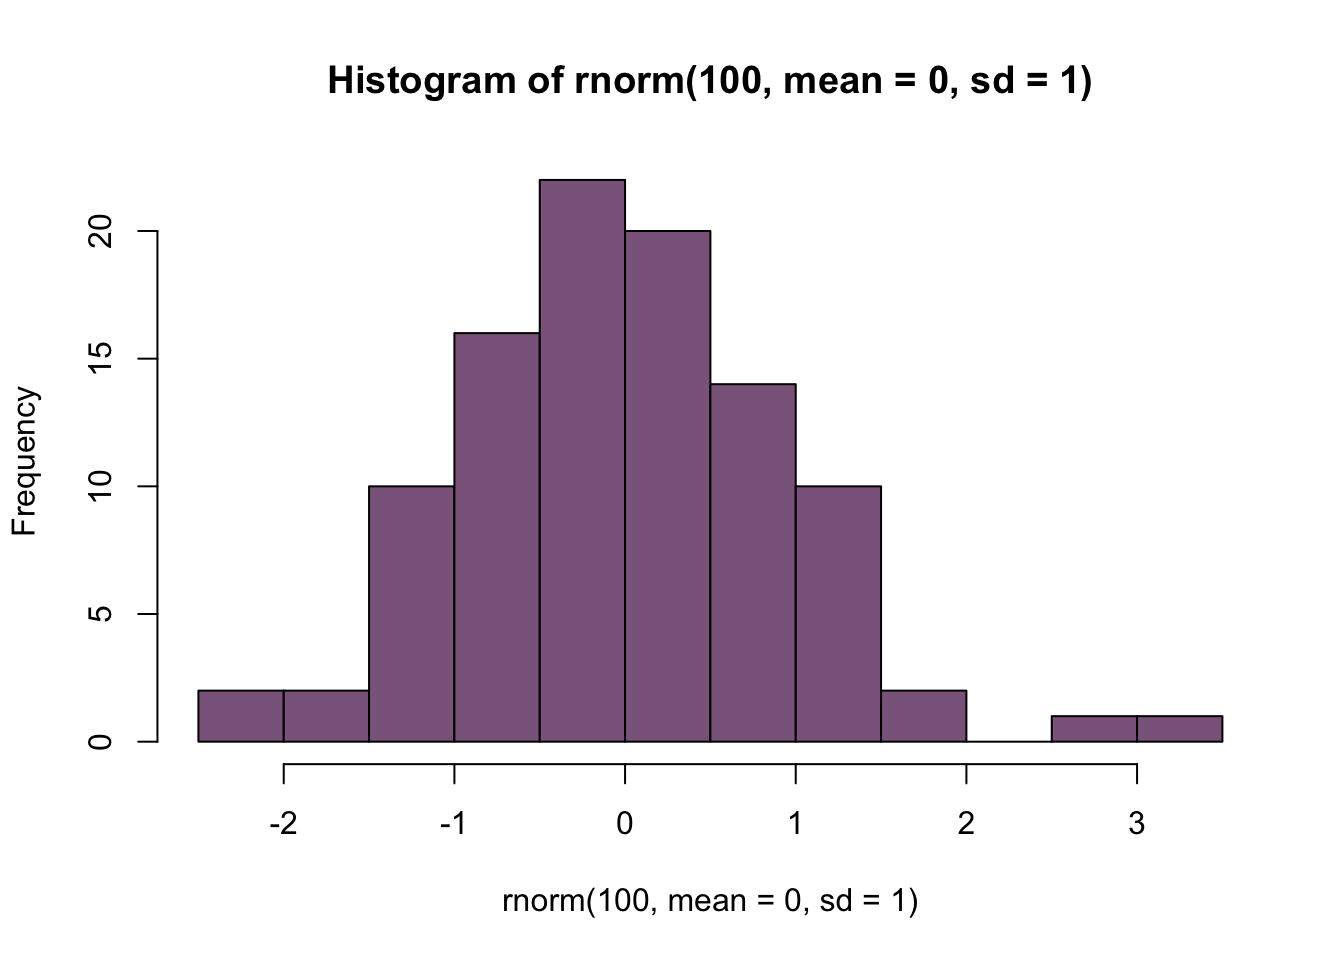 Histogram of rnorm(100, mean = 0, sd = 1)
Frequency
20
15
10
5
0
-2 -1 0 1 2 3
rnorm(100, mean = 0, sd = 1)